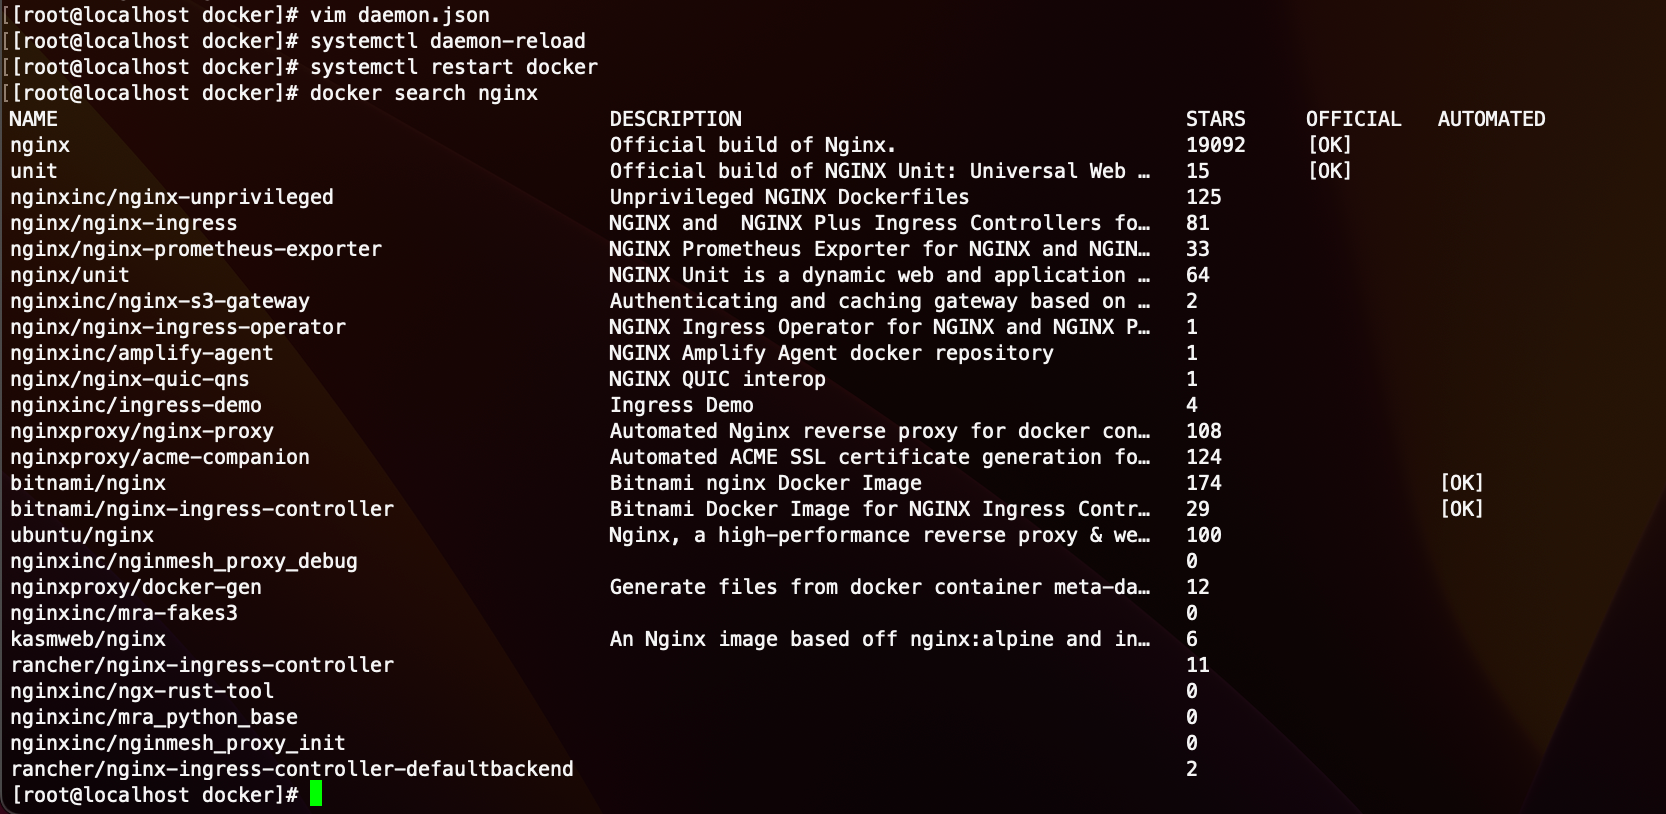 [[root@localhost docker]# vim daemon.json
[[root@localhost docker]# systemctl daemon-reload
[[root@localhost docker]# systemctl restart docker
[[root@localhost docker]# docker search nginx
NAME DESCRIPTION STARS OFFICIAL AUTOMATED
nginx Official build of Nginx. 19092 [OK]
unit Official build of NGINX Unit: Universal Web … 15 [OK]
nginxinc/nginx-unprivileged Unprivileged NGINX Dockerfiles 125
nginx/nginx-ingress NGINX and  NGINX Plus Ingress Controllers fo… 81
nginx/nginx-prometheus-exporter NGINX Prometheus Exporter for NGINX and NGIN… 33
nginx/unit NGINX Unit is a dynamic web and application … 64
nginxinc/nginx-s3-gateway Authenticating and caching gateway based on … 2
nginx/nginx-ingress-operator NGINX Ingress Operator for NGINX and NGINX P… 1
nginxinc/amplify-agent NGINX Amplify Agent docker repository 1
nginx/nginx-quic-qns NGINX QUIC interop 1
nginxinc/ingress-demo Ingress Demo 4
nginxproxy/nginx-proxy Automated Nginx reverse proxy for docker con… 108
nginxproxy/acme-companion Automated ACME SSL certificate generation fo… 124
bitnami/nginx Bitnami nginx Docker Image 174 [OK]
bitnami/nginx-ingress-controller Bitnami Docker Image for NGINX Ingress Contr… 29 [OK]
ubuntu/nginx Nginx, a high-performance reverse proxy & we… 100
nginxinc/nginmesh_proxy_debug 0
nginxproxy/docker-gen Generate files from docker container meta-da… 12
nginxinc/mra-fakes3 0
kasmweb/nginx An Nginx image based off nginx:alpine and in… 6
rancher/nginx-ingress-controller 11
nginxinc/ngx-rust-tool 0
nginxinc/mra_python_base 0
nginxinc/nginmesh_proxy_init 0
rancher/nginx-ingress-controller-defaultbackend 2
[root@localhost docker]#